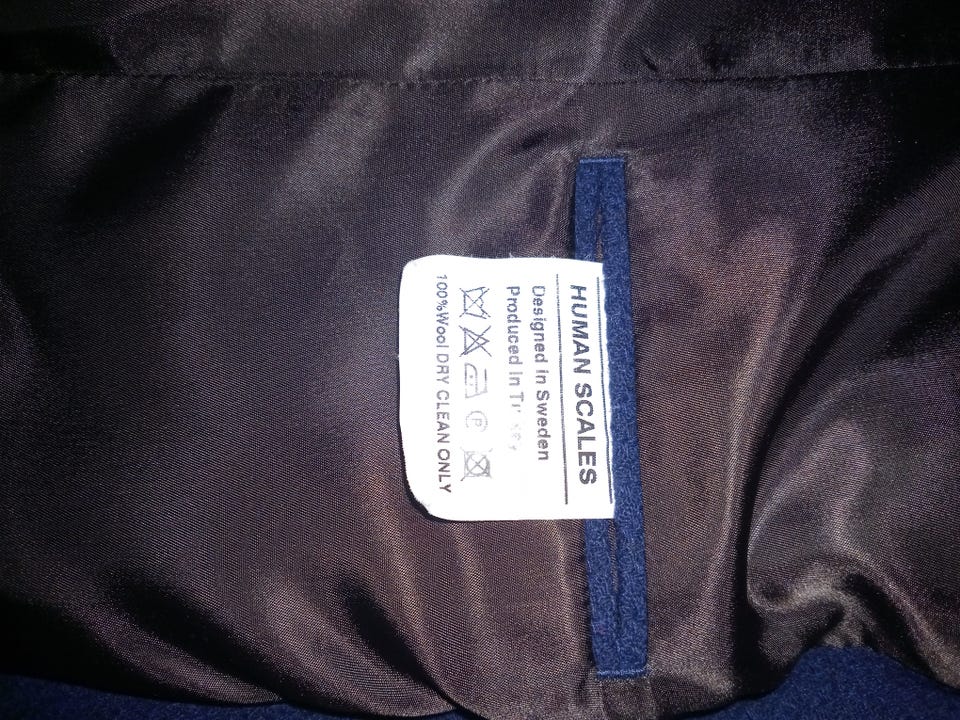 HUMAN SCALES
Designed in Sweden
Produced In
P
100%Wool DRY CLEAN ONLY